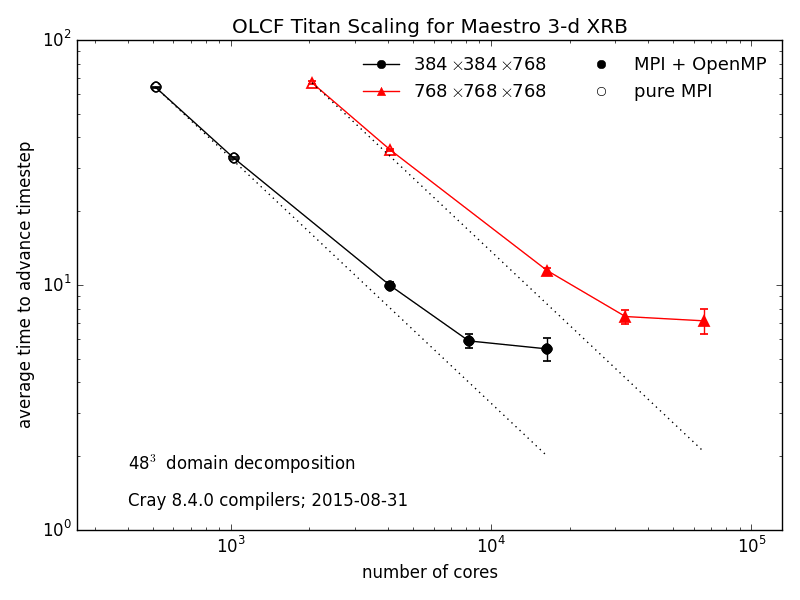 OLCF Titan Scaling for Maestro 3-d XRB
384 ×384 ×768
768 ×768 ×768
MPI + OpenMP
pure MPI
average time to advance timestep
10²
10¹
10⁰
48³ domain decomposition
Cray 8.4.0 compilers; 2015-08-31
10³
10⁴
10⁵
number of cores